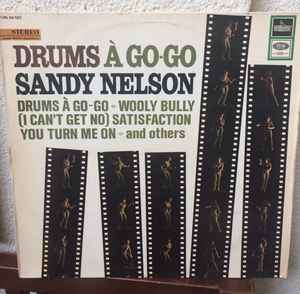 STEREO
DRUMS À GO-GO
SANDY NELSON
DRUMS À GO-GO - WOOLY BULLY
(I CAN'T GET NO) SATISFACTION
YOU TURN ME ON - and others